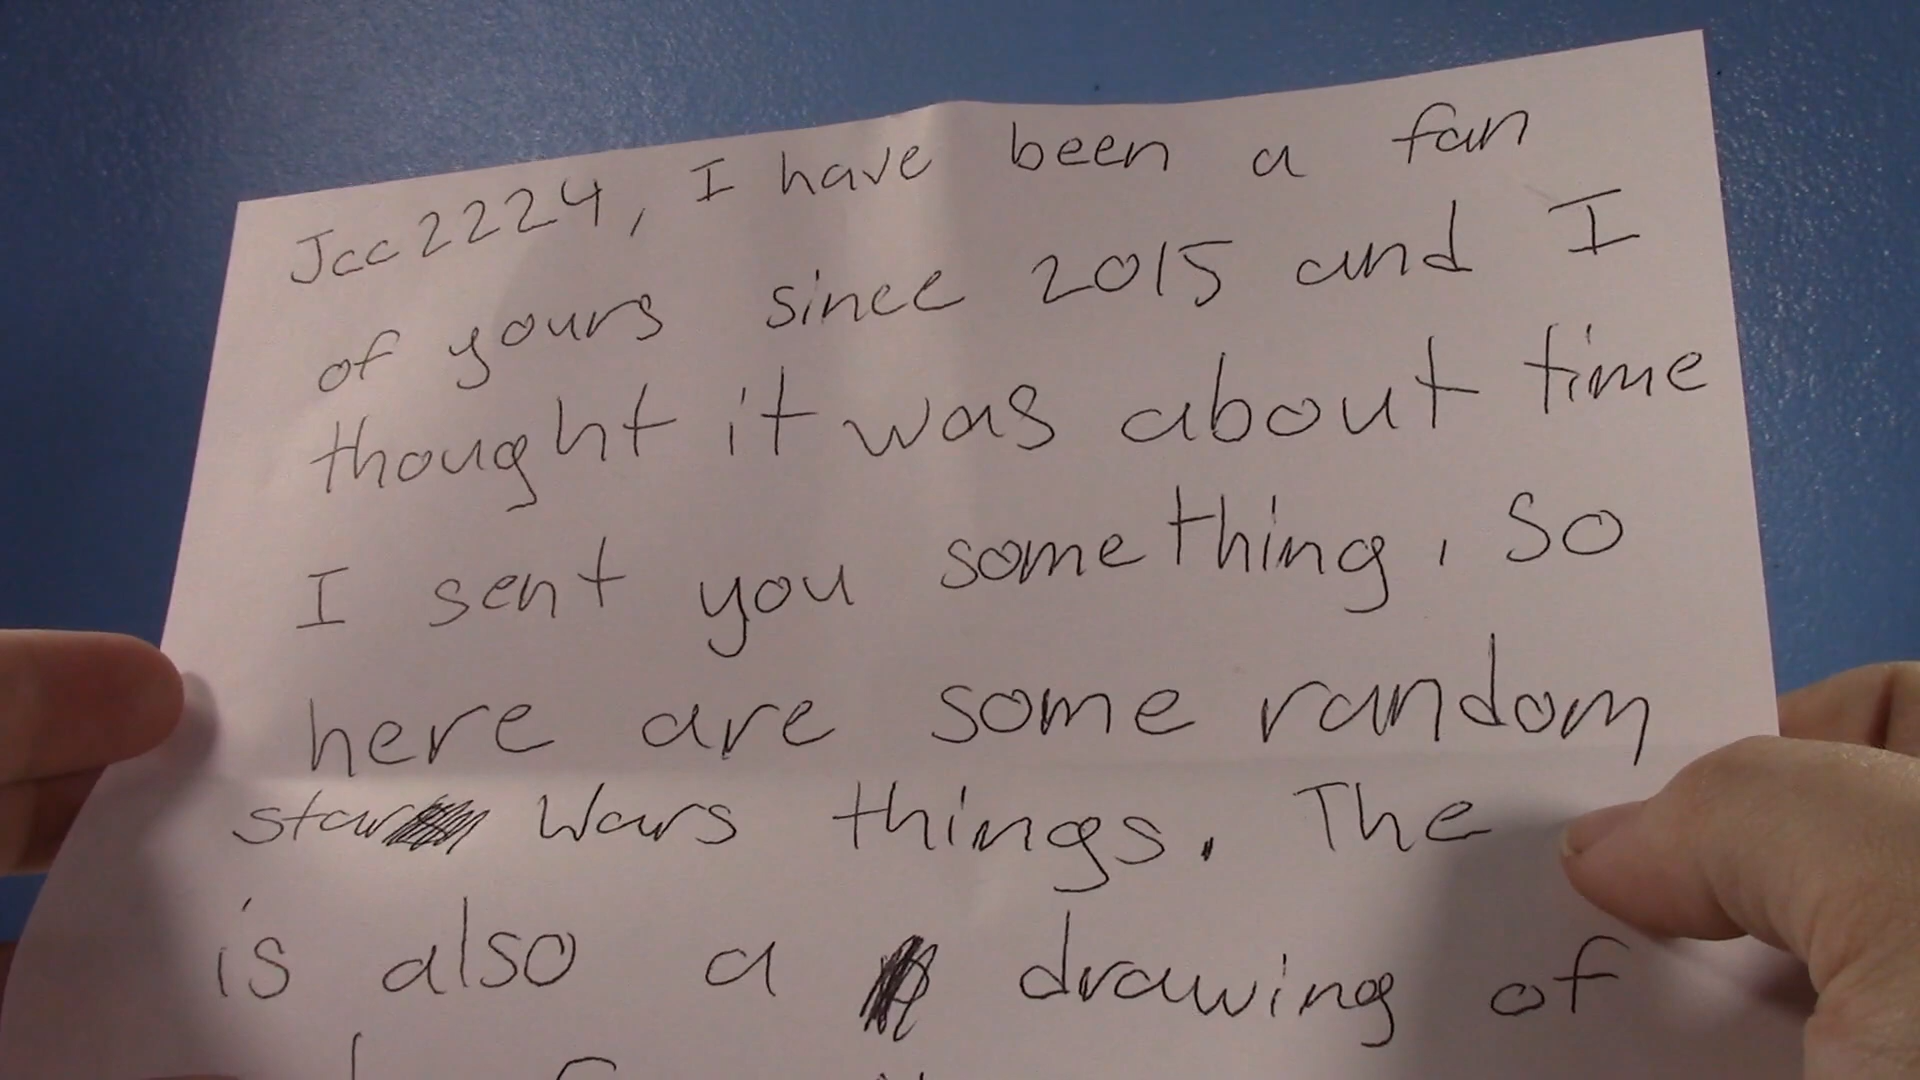 Jcc2224, I have been a fan
of yours since 2015 and I
thought it was about time
I sent you something. So
here are some random
star Wars things. The
is also a drawing of